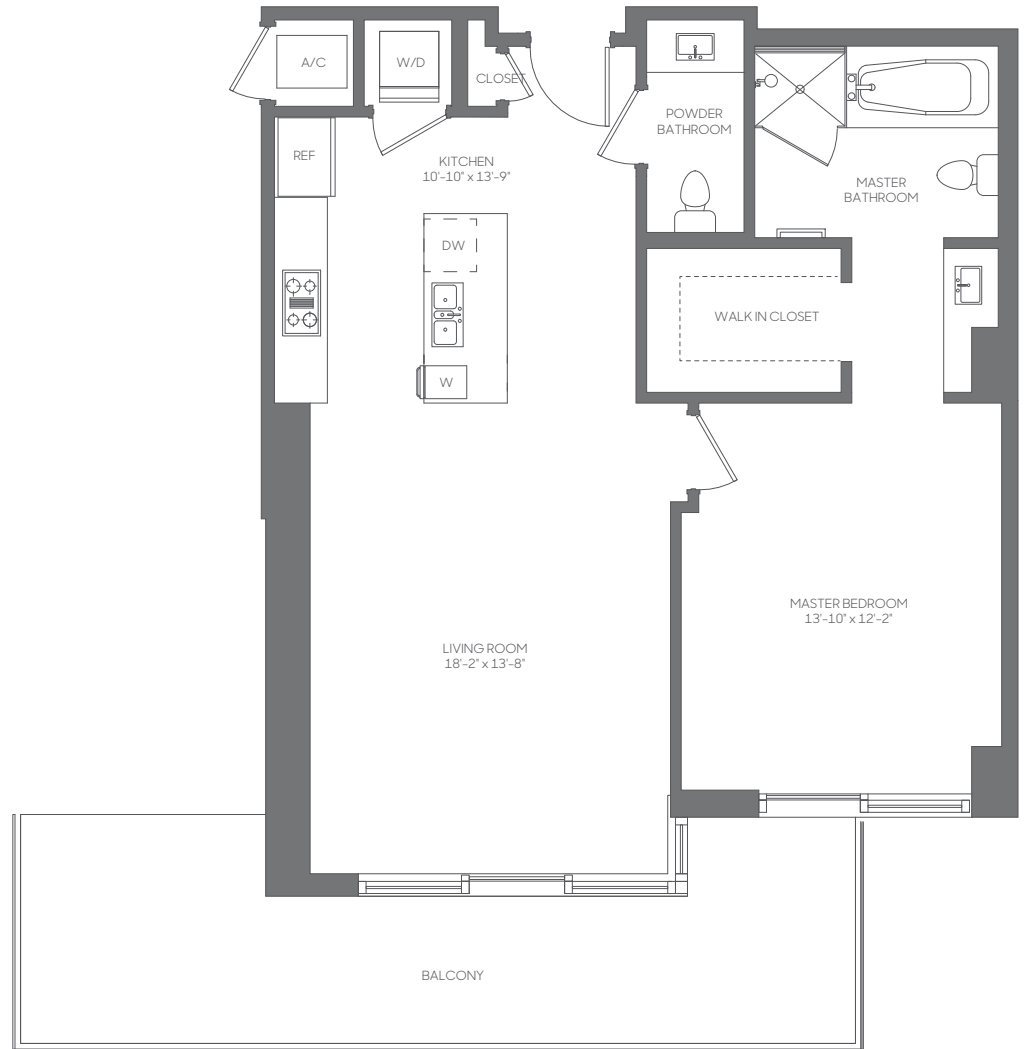 A/C
W/D
CLOSET
POWDER
BATHROOM
REF
KITCHEN
10'-10" x 13'-9"
MASTER
BATHROOM
DW
WALK IN CLOSET
W
MASTER BEDROOM
13'-10" x 12'-2"
LIVING ROOM
18'-2" x 13'-8"
BALCONY